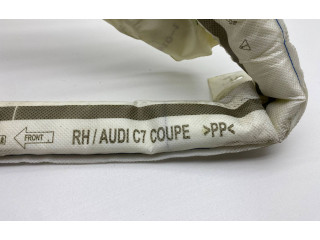 FRONT
RH / AUDI C7 COUPE >PP<